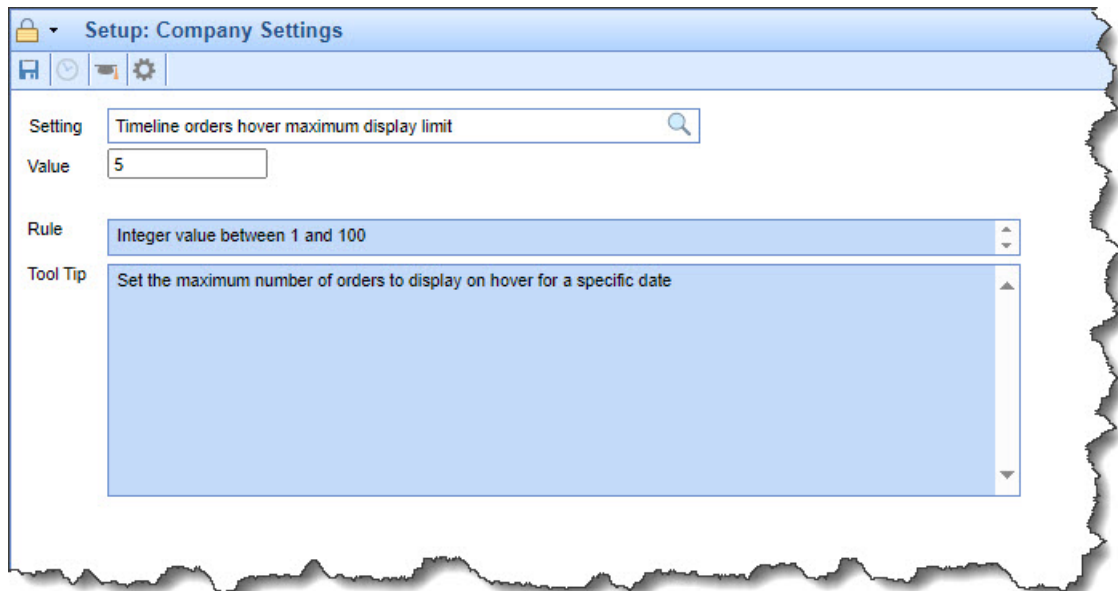 Setup: Company Settings
Setting Timeline orders hover maximum display limit
Value 5
Rule Integer value between 1 and 100
Tool Tip Set the maximum number of orders to display on hover for a specific date